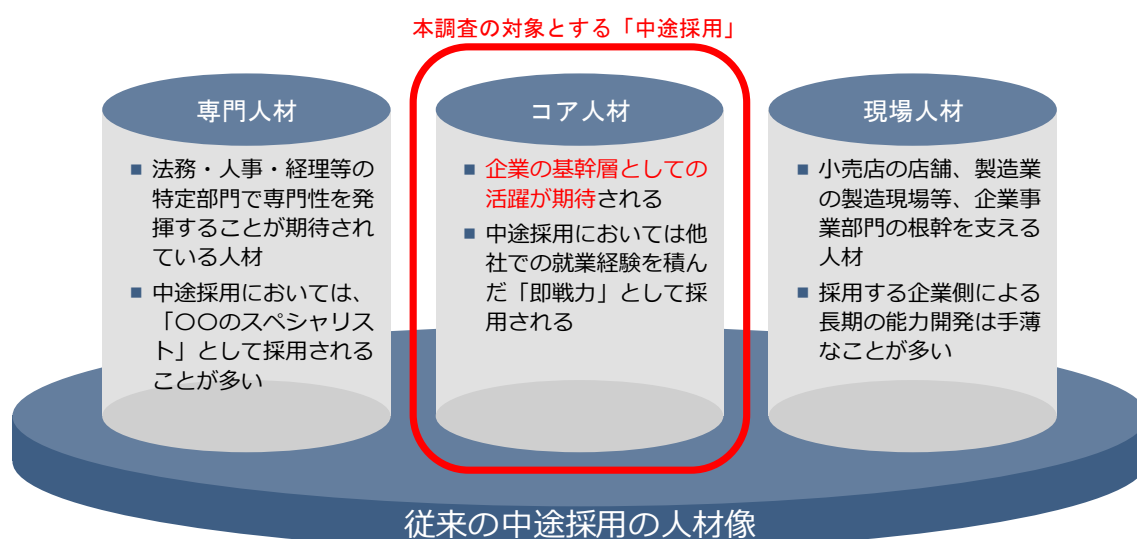 本調査の対象とする「中途採用」
専門人材
■ 法務・人事・経理等の
特定部門で専門性を発
揮することが期待され
ている人材
■ 中途採用においては、
「〇〇のスペシャリス
ト」として採用される
ことが多い
コア人材
■ 企業の基幹層としての
活躍が期待される
■ 中途採用においては他
社での就業経験を積ん
だ「即戦力」として採
用される
現場人材
■ 小売店の店舗、製造業
の製造現場等、企業事
業部門の根幹を支える
人材
■ 採用する企業側による
長期の能力開発は手薄
なことが多い
従来の中途採用の人材像